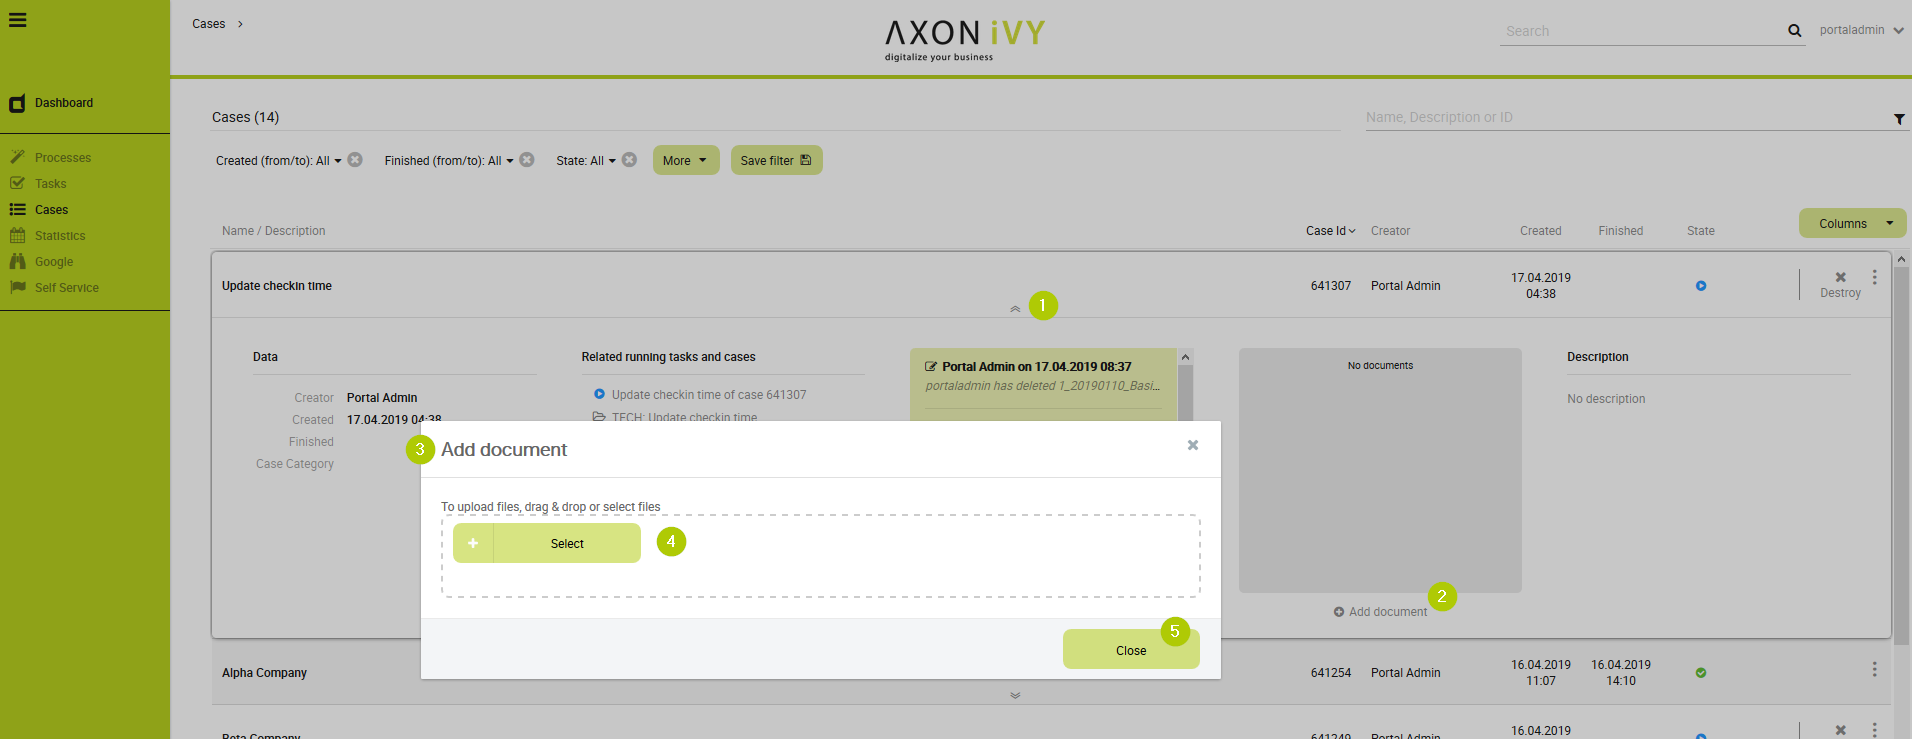 Cases
AXON iVY
digitalize your business
Search
portaladmin
Dashboard
Processes
Tasks
Cases
Statistics
Google
Self Service
Cases (14)
Name, Description or ID
Created (from/to): All
Finished (from/to): All
State: All
More
Save filter
Columns
Name / Description
Case Id
Creator
Created
Finished
State
Update checkin time
641307
Portal Admin
17.04.2019
04:38
Destroy
1
Data
Creator
Portal Admin
Created
17.04.2019 04:38
Finished
Case Category
Related running tasks and cases
Update checkin time of case 641307
TECH: Update checkin time
Portal Admin on 17.04.2019 08:37
portaladmin has deleted 1_20190110_Basi...
No documents
2
Add document
Description
No description
3
Add document
To upload files, drag & drop or select files
Select
4
5
Close
Alpha Company
641254
Portal Admin
16.04.2019
11:07
16.04.2019
14:10
Beta Company
641249
Portal Admin
16.04.2019